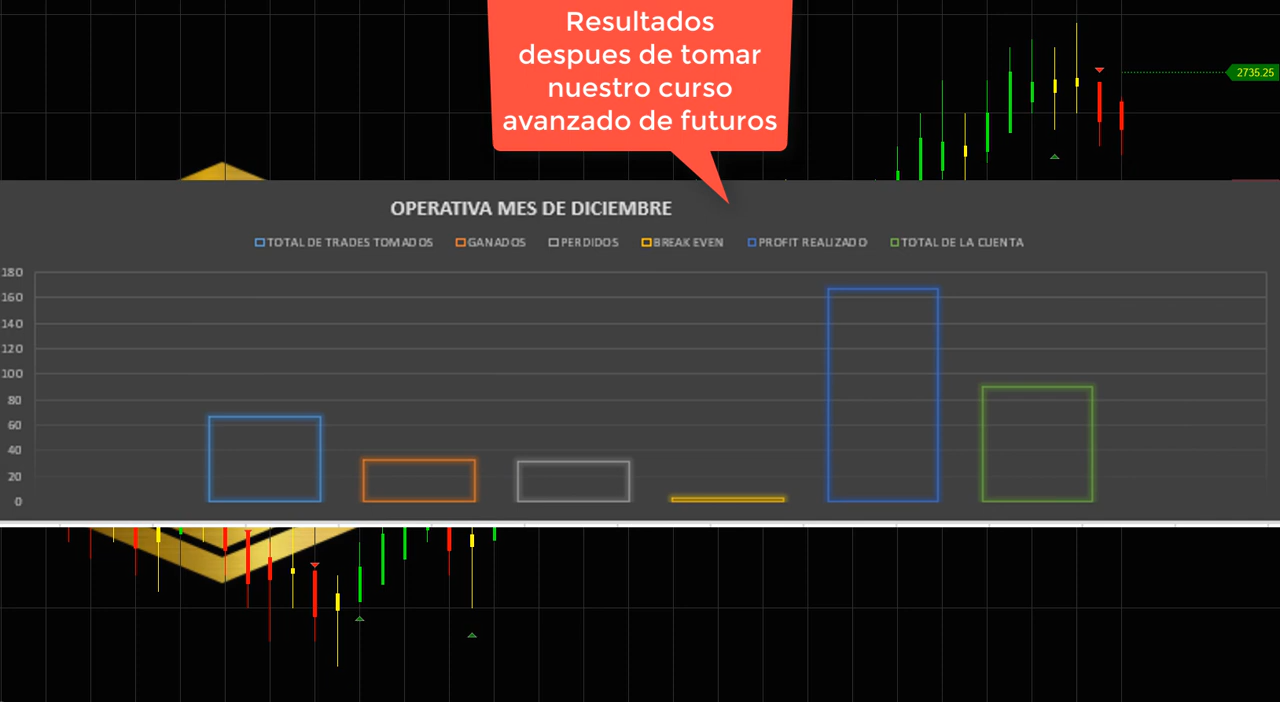 Resultados
despues de tomar
nuestro curso
avanzado de futuros
2735.25
OPERATIVA MES DE DICIEMBRE
TOTAL DE TRADES TOMADOS GANADOS PERDIDOS BREAK EVEN PROFIT REALIZADO TOTAL DE LA CUENTA
180
160
140
120
100
80
60
40
20
0